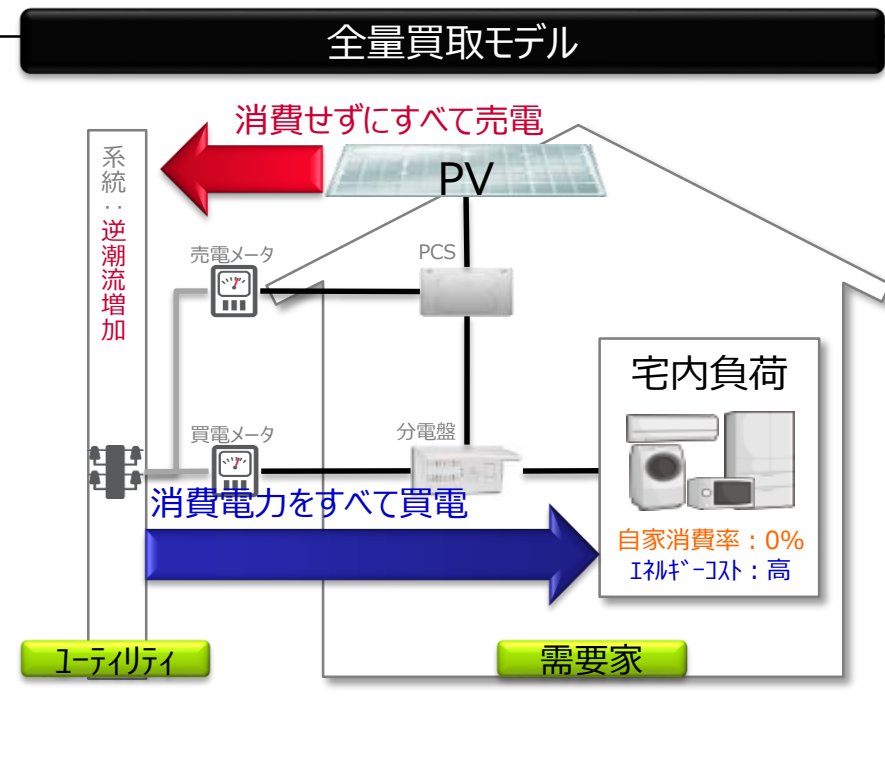 全量買取モデル
消費せずにすべて売電
PV
系統：逆潮流増加
売電メータ
PCS
買電メータ
分電盤
宅内負荷
消費電力をすべて買電
自家消費率：0%
ｴﾈﾙｷﾞｰｺｽﾄ：高
ﾕｰﾃｨﾘﾃｨ
需要家